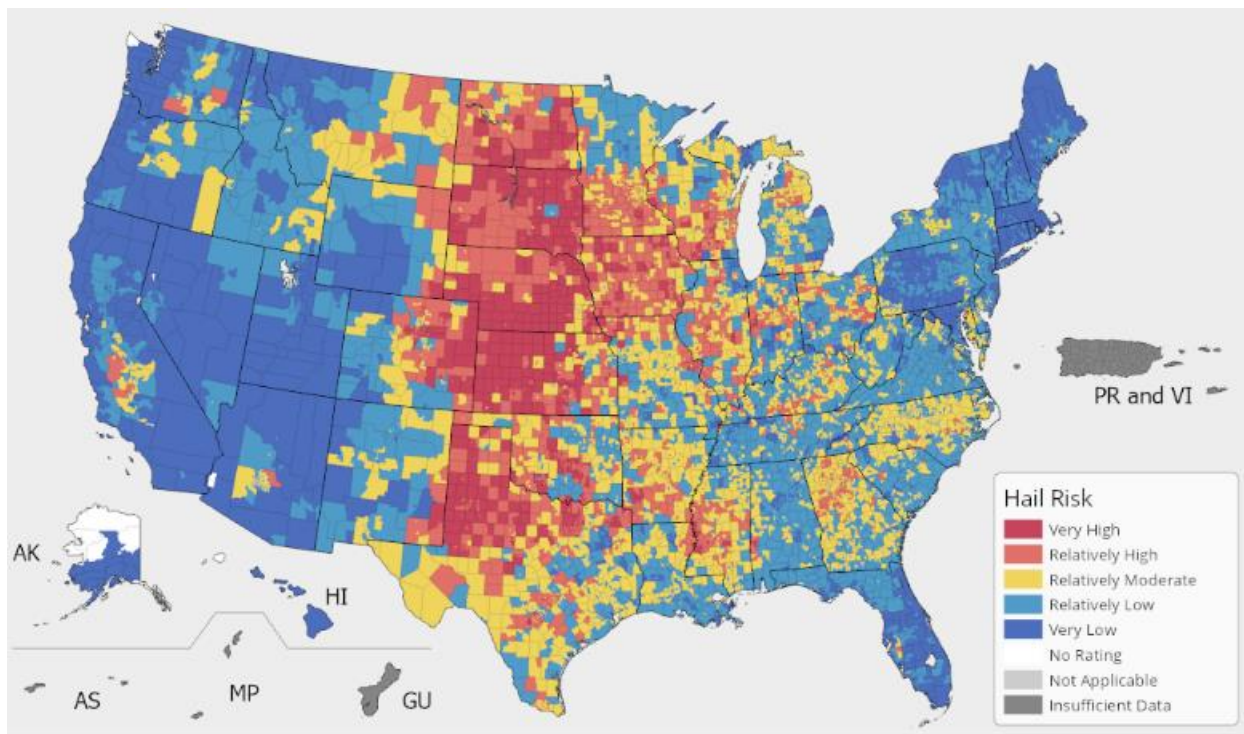 PR and VI
AK
HI
AS
MP
GU
Hail Risk
Very High
Relatively High
Relatively Moderate
Relatively Low
Very Low
No Rating
Not Applicable
Insufficient Data